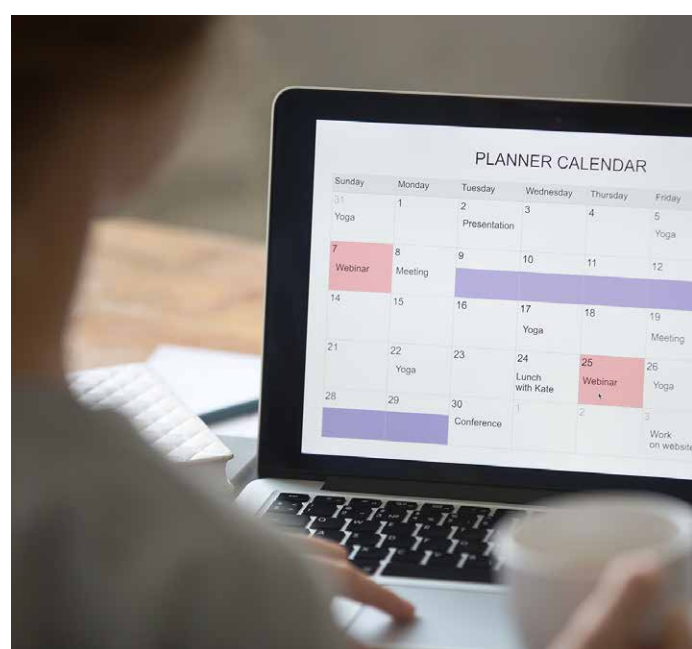 PLANNER CALENDAR
Sunday Monday Tuesday Wednesday Thursday Friday
31 1 2 3 4 5
Yoga Presentation Yoga
7 8 9 10 11 12
Webinar Meeting
14 15 16 17 18 19
Yoga Meeting
21 22 23 24 25 26
Yoga Lunch Webinar Yoga
with Kate
28 29 30 1 2 3
Conference Work
on website